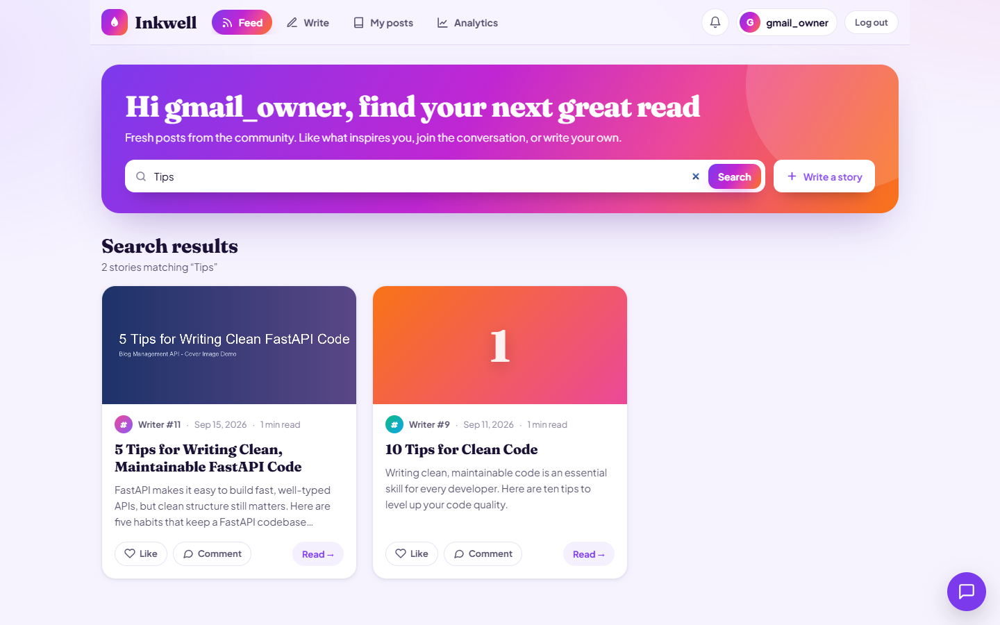 Inkwell
Feed
Write
My posts
Analytics
G
gmail_owner
Log out
Hi gmail_owner, find your next great read
Fresh posts from the community. Like what inspires you, join the conversation, or write your own.
Tips
Search
+ Write a story
Search results
2 stories matching “Tips”
5 Tips for Writing Clean FastAPI Code
Blog Management API - Cover Image Demo
# Writer #11 · Sep 15, 2026 · 1 min read
5 Tips for Writing Clean,
Maintainable FastAPI Code
FastAPI makes it easy to build fast, well-typed
APIs, but clean structure still matters. Here are
five habits that keep a FastAPI codebase…
Like
Comment
Read →
1
# Writer #9 · Sep 11, 2026 · 1 min read
10 Tips for Clean Code
Writing clean, maintainable code is an essential
skill for every developer. Here are ten tips to
level up your code quality.
Like
Comment
Read →